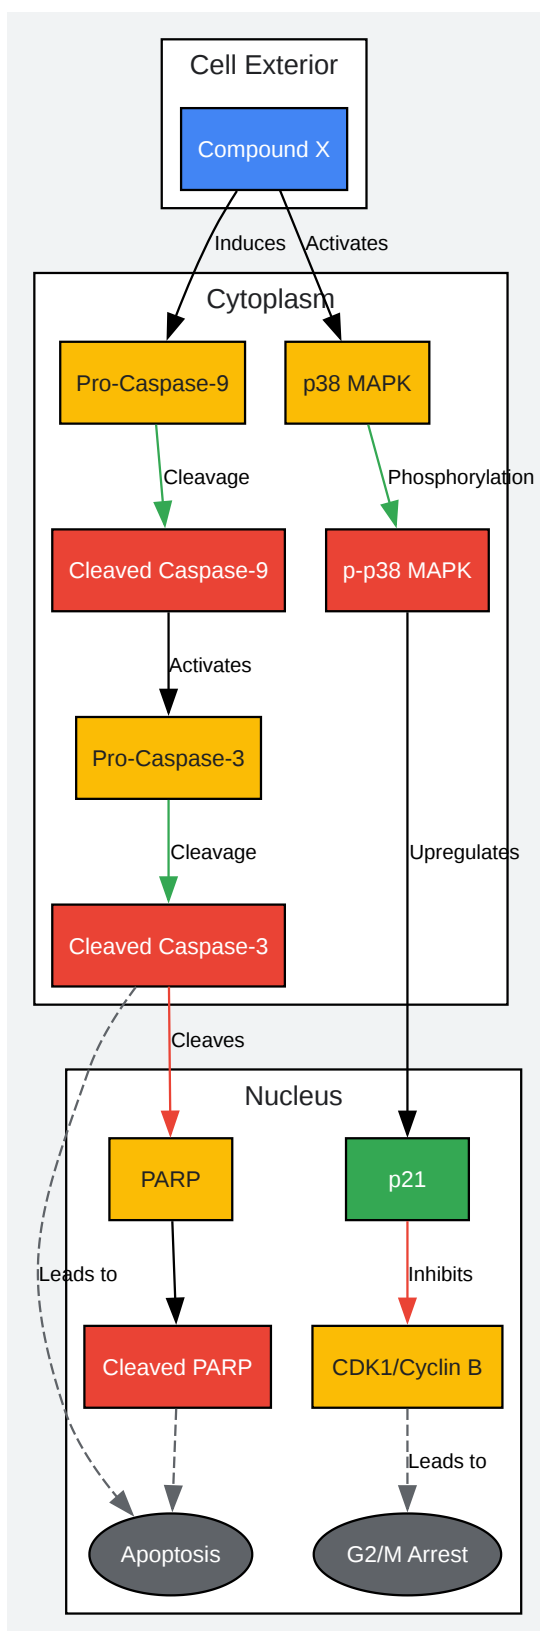 Cell Exterior
Compound X
Induces
Activates
Cytoplasm
Pro-Caspase-9
p38 MAPK
Cleavage
Phosphorylation
Cleaved Caspase-9
p-p38 MAPK
Activates
Pro-Caspase-3
Cleavage
Upregulates
Cleaved Caspase-3
Cleaves
Nucleus
PARP
p21
Leads to
Inhibits
Cleaved PARP
CDK1/Cyclin B
Leads to
Apoptosis
G2/M Arrest